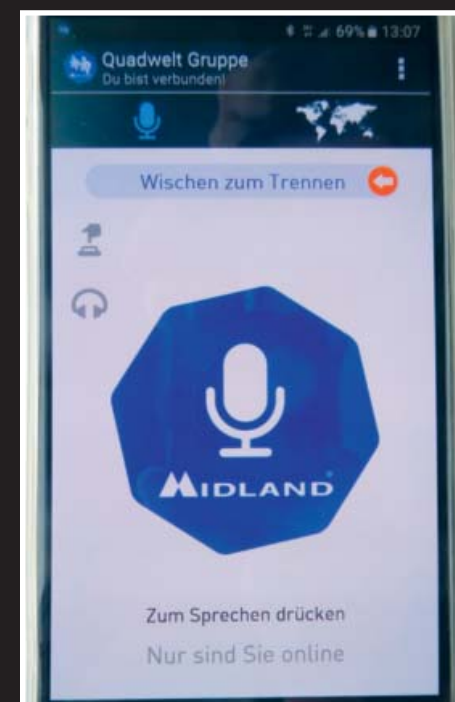 69% 13:07
Quadwelt Gruppe
Du bist verbunden!
Wischen zum Trennen
MIDLAND
Zum Sprechen drücken
Nur sind Sie online